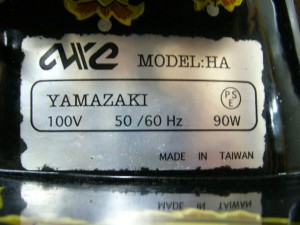 MODEL:HA
YAMAZAKI
PS
E
100V 50/60 Hz 90W
MADE IN TAIWAN